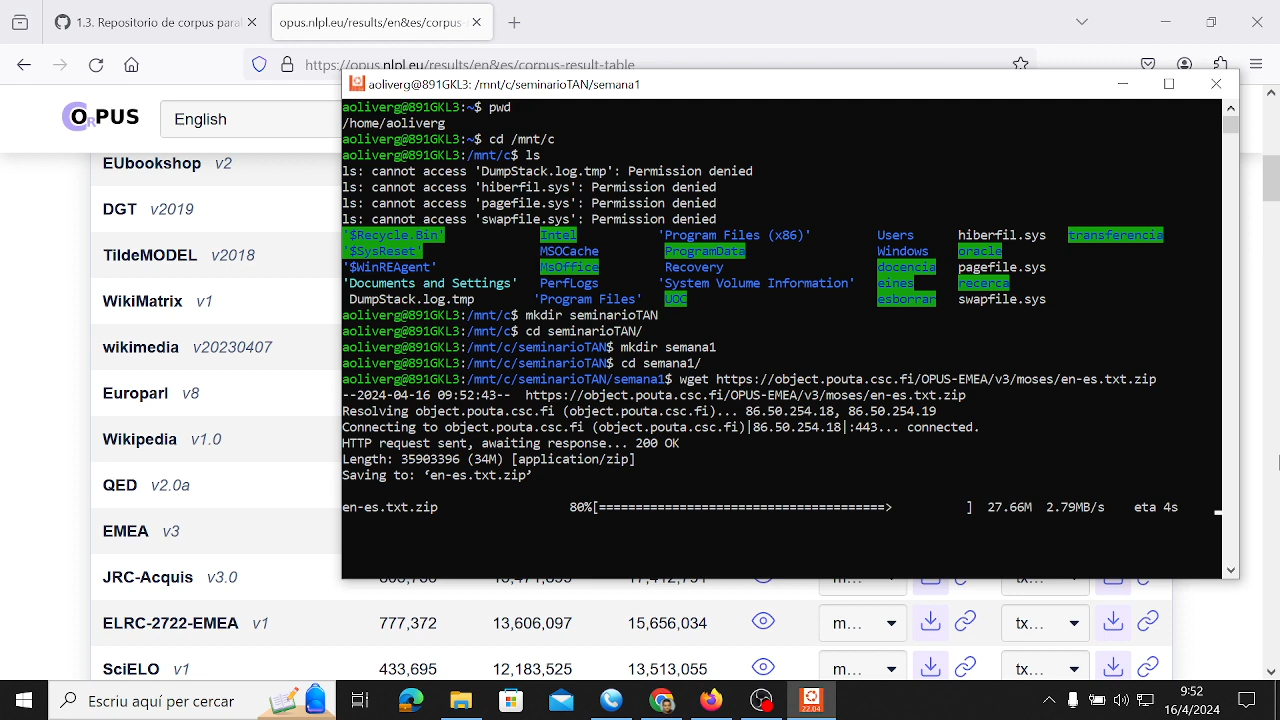 1.3. Repositorio de corpus paral
opus.nlpl.eu/results/en&es/corpus-
https://opus.nlpl.eu/results/en&es/corpus-result-table
OPUS
English
EUbookshop v2
DGT v2019
TildeMODEL v2018
WikiMatrix v1
wikimedia v20230407
Europarl v8
Wikipedia v1.0
QED v2.0a
EMEA v3
JRC-Acquis v3.0
ELRC-2722-EMEA v1 777,372 13,606,097 15,656,034 m... tx...
SciELO v1 433,695 12,183,525 13,513,055 m... tx...
aoliverg@891GKL3: /mnt/c/seminarioTAN/semana1
aoliverg@891GKL3:~$ pwd
/home/aoliverg
aoliverg@891GKL3:~$ cd /mnt/c
aoliverg@891GKL3:/mnt/c$ ls
ls: cannot access 'DumpStack.log.tmp': Permission denied
ls: cannot access 'hiberfil.sys': Permission denied
ls: cannot access 'pagefile.sys': Permission denied
ls: cannot access 'swapfile.sys': Permission denied
'$Recycle.Bin' Intel 'Program Files (x86)' Users hiberfil.sys transferencia
'$SysReset' MSOCache ProgramData Windows oracle
'$WinREAgent' MsOffice Recovery docencia pagefile.sys
'Documents and Settings' PerfLogs 'System Volume Information' eines recerca
DumpStack.log.tmp 'Program Files' UOC esborrar swapfile.sys
aoliverg@891GKL3:/mnt/c$ mkdir seminarioTAN
aoliverg@891GKL3:/mnt/c$ cd seminarioTAN/
aoliverg@891GKL3:/mnt/c/seminarioTAN$ mkdir semana1
aoliverg@891GKL3:/mnt/c/seminarioTAN$ cd semana1/
aoliverg@891GKL3:/mnt/c/seminarioTAN/semana1$ wget https://object.pouta.csc.fi/OPUS-EMEA/v3/moses/en-es.txt.zip
--2024-04-16 09:52:43-- https://object.pouta.csc.fi/OPUS-EMEA/v3/moses/en-es.txt.zip
Resolving object.pouta.csc.fi (object.pouta.csc.fi)... 86.50.254.18, 86.50.254.19
Connecting to object.pouta.csc.fi (object.pouta.csc.fi)|86.50.254.18|:443... connected.
HTTP request sent, awaiting response... 200 OK
Length: 35903396 (34M) [application/zip]
Saving to: ‘en-es.txt.zip’
en-es.txt.zip 80%[=======================================> ] 27.66M 2.79MB/s eta 4s
Escriu aquí per cercar
22.04
9:52
16/4/2024